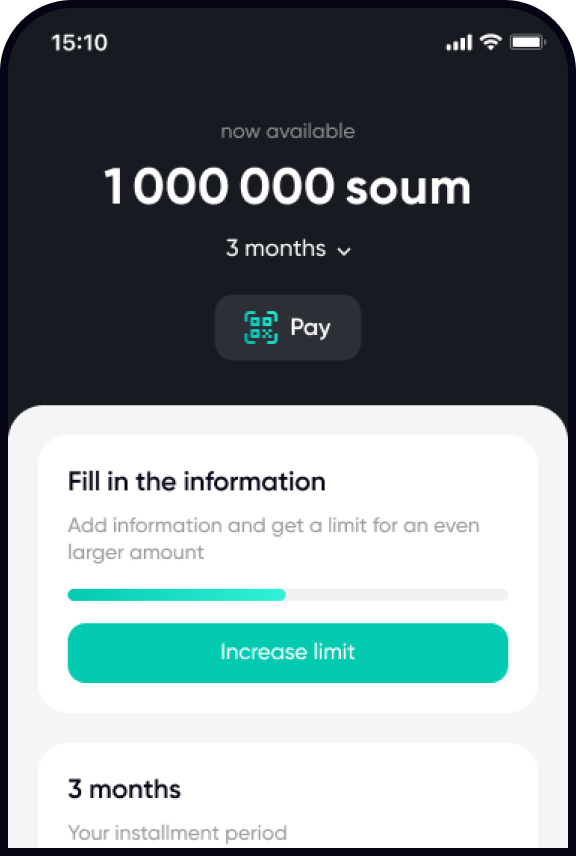 15:10
now available
1 000 000 soum
3 months
Pay
Fill in the information
Add information and get a limit for an even
larger amount
Increase limit
3 months
Your installment period